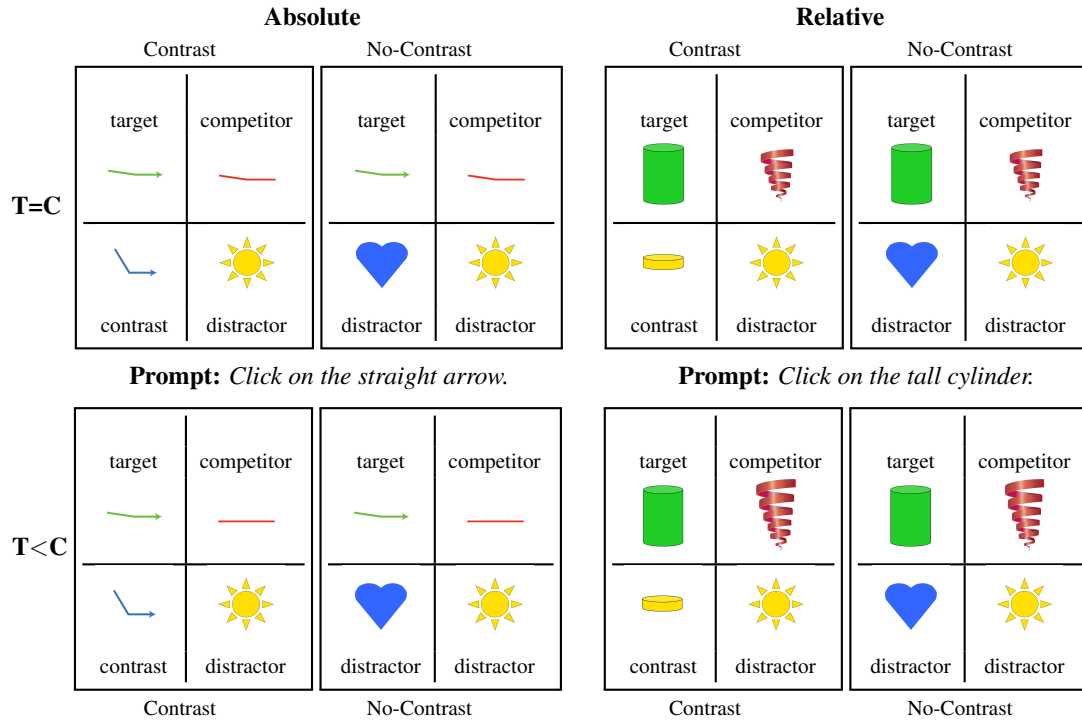 Absolute Relative
Contrast No-Contrast Contrast No-Contrast
target competitor target competitor target competitor target competitor
T=C
contrast distractor distractor distractor contrast distractor distractor distractor
Prompt: Click on the straight arrow. Prompt: Click on the tall cylinder.
target competitor target competitor target competitor target competitor
T<C
contrast distractor distractor distractor contrast distractor distractor distractor
Contrast No-Contrast Contrast No-Contrast